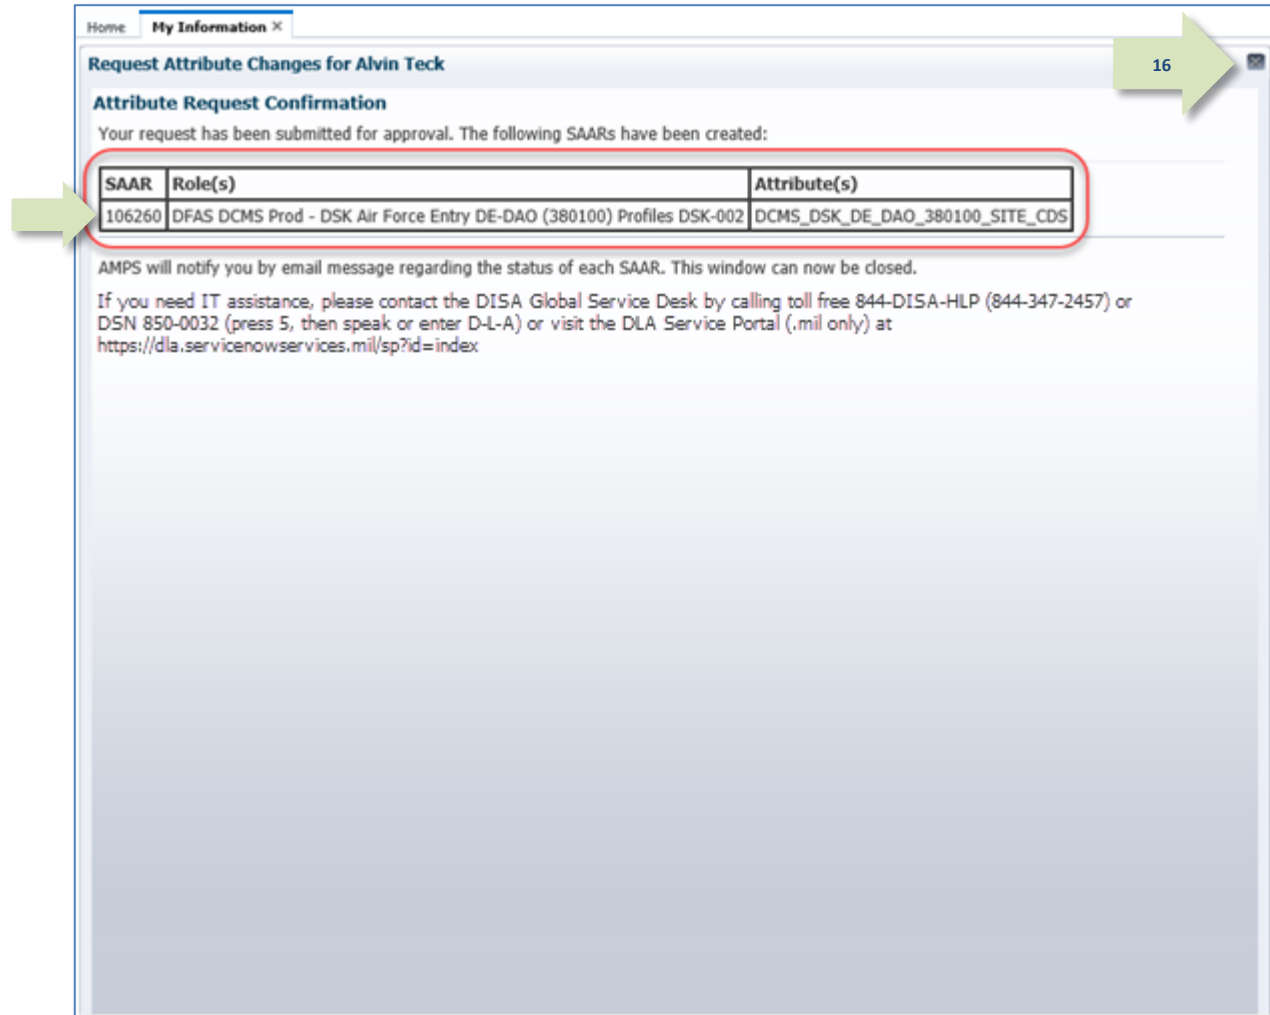 Home My Information ×
Request Attribute Changes for Alvin Teck
16
Attribute Request Confirmation
Your request has been submitted for approval. The following SAARs have been created:
SAAR Role(s) Attribute(s)
106260 DFAS DCMS Prod - DSK Air Force Entry DE-DAO (380100) Profiles DSK-002 DCMS_DSK_DE_DAO_380100_SITE_CDS
AMPS will notify you by email message regarding the status of each SAAR. This window can now be closed.
If you need IT assistance, please contact the DISA Global Service Desk by calling toll free 844-DISA-HLP (844-347-2457) or
DSN 850-0032 (press 5, then speak or enter D-L-A) or visit the DLA Service Portal (.mil only) at
https://dla.servicenowservices.mil/sp?id=index